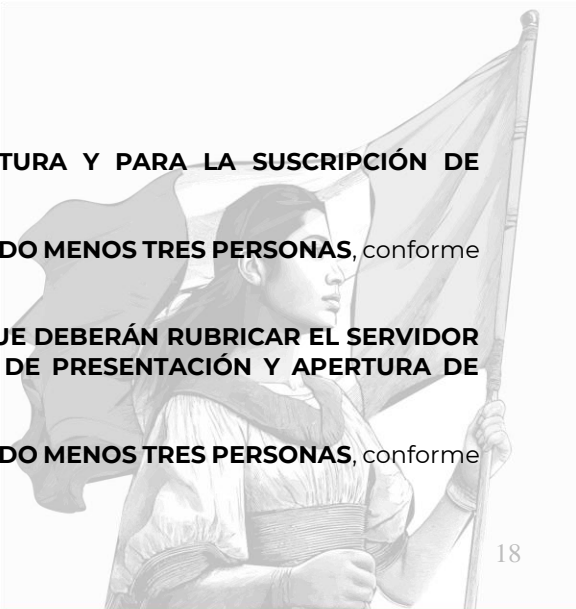 TURA Y PARA LA SUSCRIPCIÓN DE
DO MENOS TRES PERSONAS, conforme
UE DEBERÁN RUBRICAR EL SERVIDOR
DE PRESENTACIÓN Y APERTURA DE
DO MENOS TRES PERSONAS, conforme
18